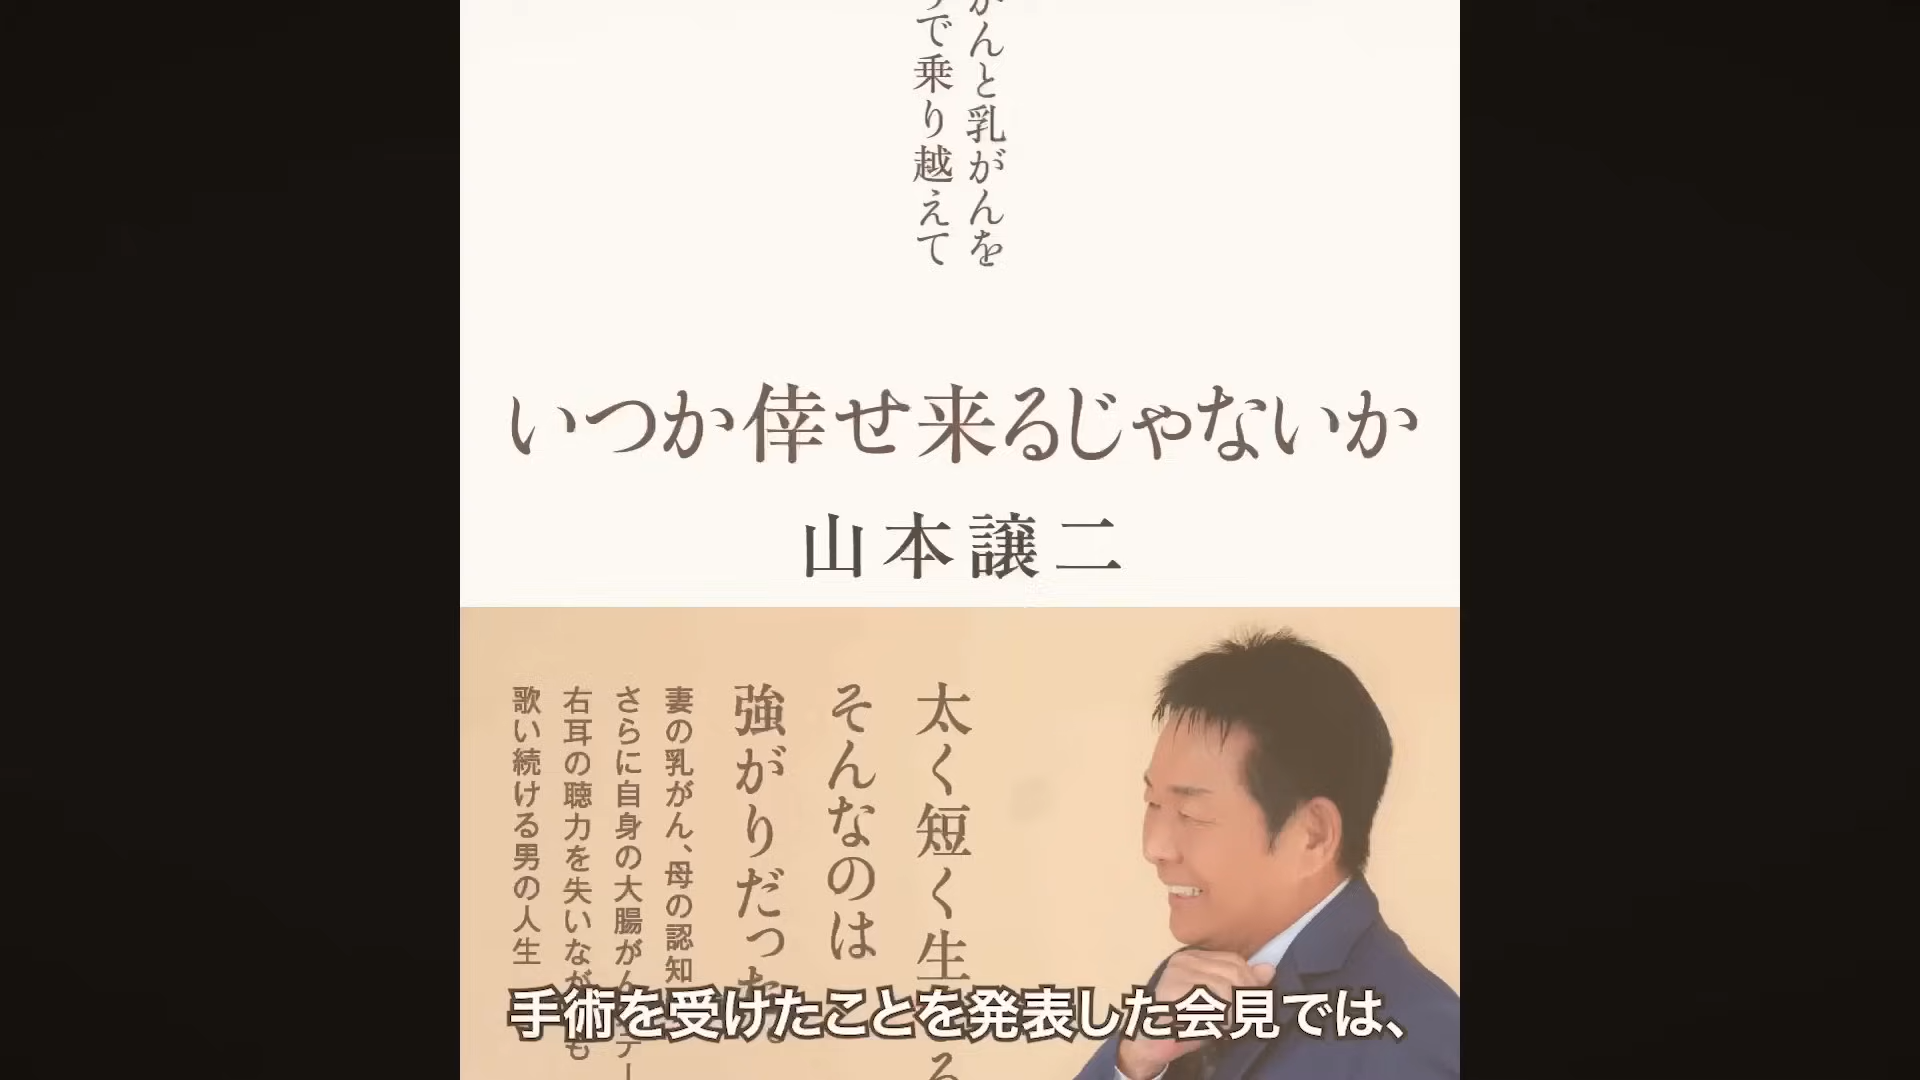 がんと乳がんを
で乗り越えて
いつか倖せ来るじゃないか
山本譲二
太く短く生
そんなのは
強がりだった。
妻の乳がん、母の認知
さらに自身の大腸がん
右耳の聴力を失いなが
歌い続ける男の人生
手術を受けたことを発表した会見では、